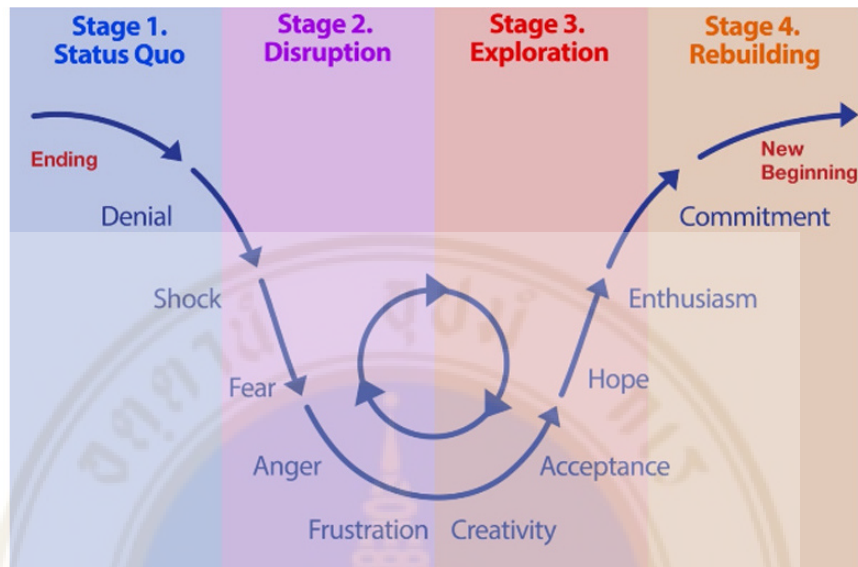 Stage 1.
Status Quo
Stage 2.
Disruption
Stage 3.
Exploration
Stage 4.
Rebuilding
Ending
New
Beginning
Denial
Commitment
Shock
Enthusiasm
Fear
Hope
Anger
Acceptance
Frustration
Creativity